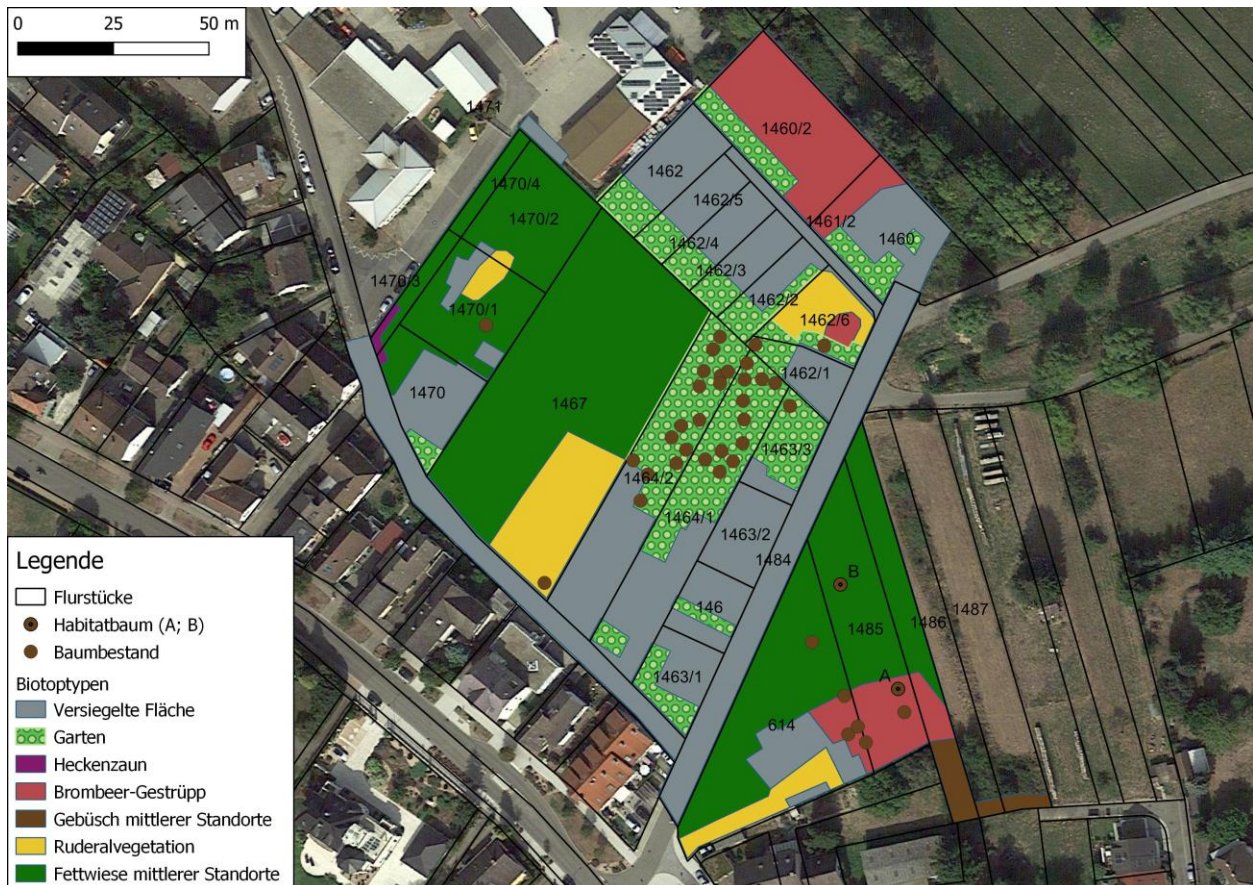 0 25 50 m
1471
1460/2
1470/4
1462
1470/2
1462/5
1461/2
1460
1462/4
1462/3
1470/3
1462/2
1470/1
1462/6
1462/1
1470
1467
1463/3
1464/2
1464/1
1463/2
1484
B
146
1487
1485
1486
1463/1
A
614
Legende
Flurstücke
Habitatbaum (A; B)
Baumbestand
Biotoptypen
Versiegelte Fläche
Garten
Heckenzaun
Brombeer-Gestrüpp
Gebüsch mittlerer Standorte
Ruderalvegetation
Fettwiese mittlerer Standorte